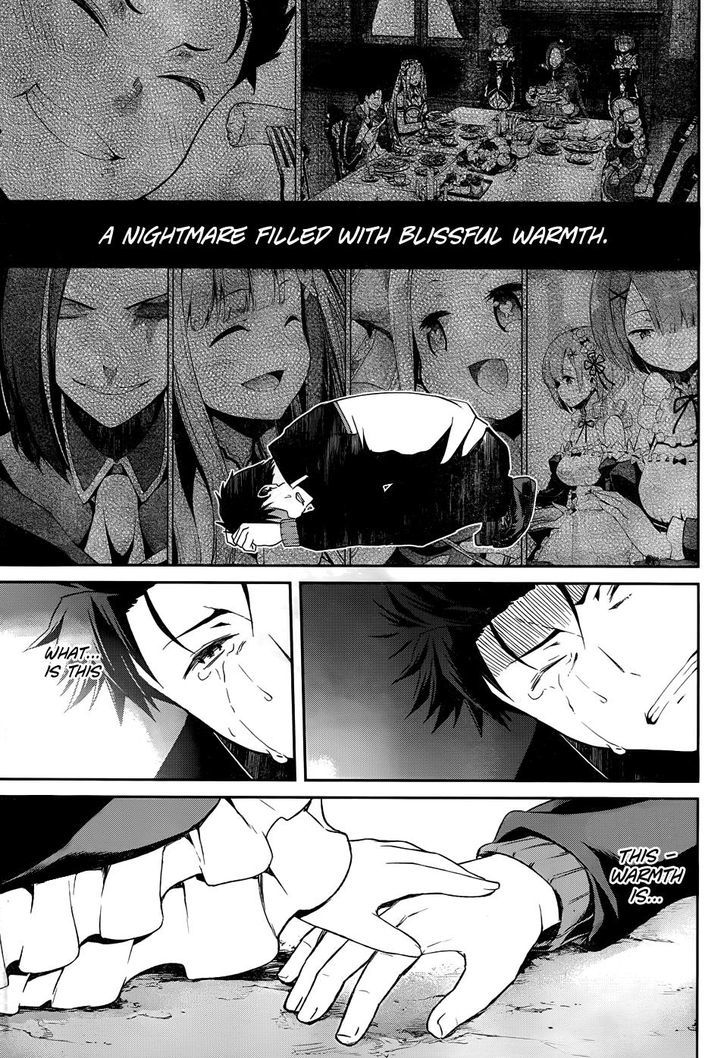 A NIGHTMARE FILLED WITH BLISSFUL WARMTH.
THIS -
WARMTH
IS...
WHAT...
IS THIS